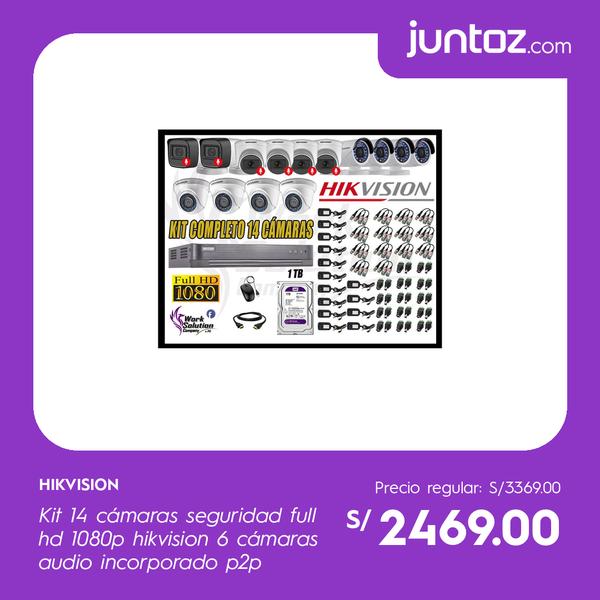 juntoz.com
HIKVISION
KIT COMPLETO 14 CÁMARAS
1 TB
Full HD
1080
Work
Solution
Company
HIKVISION
Precio regular: S/3369.00
Kit 14 cámaras seguridad full
hd 1080p hikvision 6 cámaras
audio incorporado p2p
S/ 2469.00